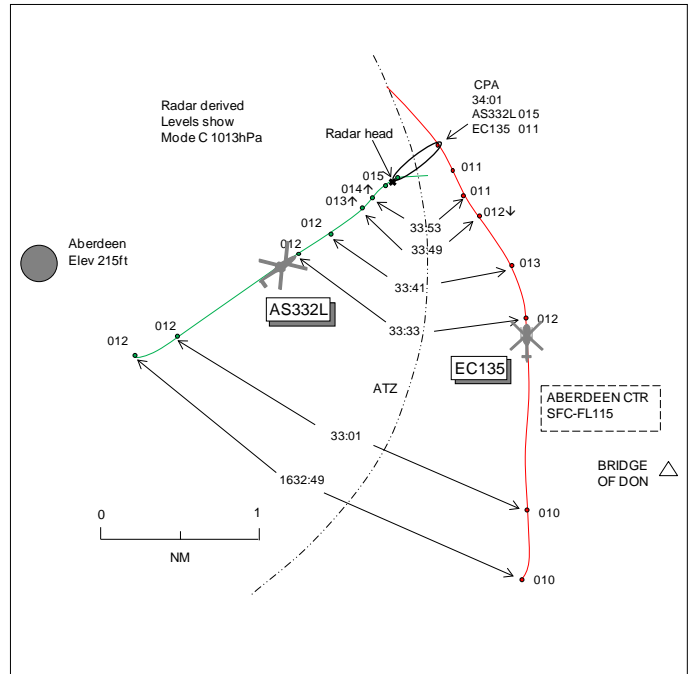 CPA
34:01
AS332L 015
EC135 011
Radar derived
Levels show
Mode C 1013hPa
Radar head
011
015
014↑
011
013↑
012↓
012
33:53
33:49
Aberdeen
Elev 215ft
012
013
33:41
AS332L
012
33:33
012
012
EC135
ATZ
ABERDEEN CTR
SFC-FL115
33:01
BRIDGE
OF DON
1632:49
0
1
010
NM
010